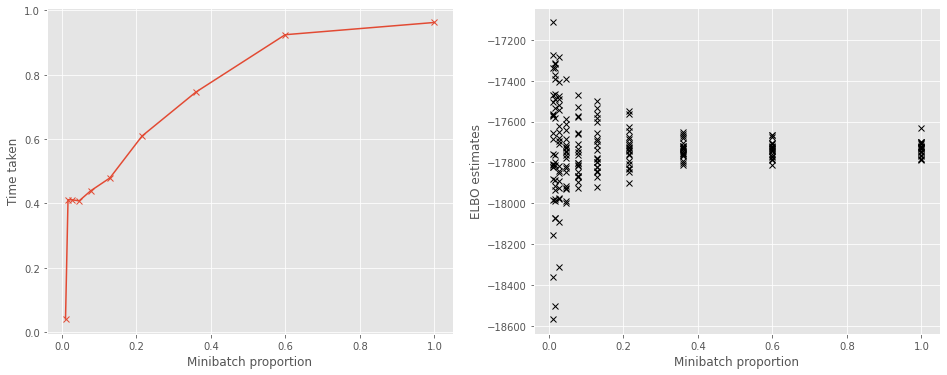 1.0
0.8
0.6
0.4
0.2
0.0
Time taken
0.0 0.2 0.4 0.6 0.8 1.0
Minibatch proportion
−17200
−17400
−17600
−17800
−18000
−18200
−18400
−18600
ELBO estimates
0.0 0.2 0.4 0.6 0.8 1.0
Minibatch proportion